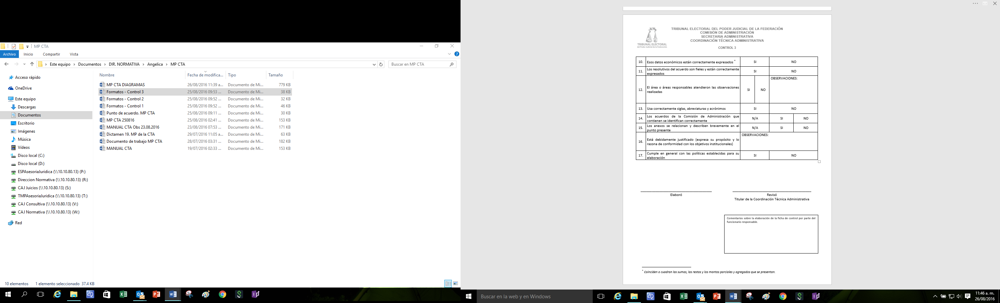 MP CTA
Archivo
Inicio
Compartir
Vista
Este equipo > Documentos > DIR. NORMATIVA > Angelica > MP CTA
Buscar en MP CTA
Acceso rápido
OneDrive
Este equipo
Descargas
Documentos
Escritorio
Imágenes
Música
Vídeos
Disco local (C:)
Disco local (D:)
ESPAsesoriaJuridica (\\10.10.80.13) (P:)
Direccion Normativa (\\10.10.80.13) (R:)
CAJ Juicios (\\10.10.80.13) (S:)
TMPAsesoriaJuridica (\\10.10.80.13) (T:)
CAJ Consultiva (\\10.10.80.13) (V:)
CAJ Normativa (\\10.10.80.13) (W:)
Red
Nombre Fecha de modifica... Tipo Tamaño
MP CTA DIAGRAMAS 26/08/2016 11:39 a... Documento de Mi... 779 KB
Formatos - Control 3 25/08/2016 09:53 ... Documento de Mi... 38 KB
Formatos - Control 2 25/08/2016 09:52 ... Documento de Mi... 32 KB
Formatos - Control 1 25/08/2016 09:52 ... Documento de Mi... 46 KB
Punto de acuerdo. MP CTA 25/08/2016 09:11 ... Documento de Mi... 30 KB
MP CTA 250816 25/08/2016 02:41 ... Documento de Mi... 153 KB
MANUAL CTA Obs 23.08.2016 23/08/2016 07:53 ... Documento de Mi... 171 KB
Dictamen 19. MP de la CTA 29/07/2016 11:05 a... Documento de Mi... 63 KB
Documento de trabajo MP CTA 28/07/2016 03:31 ... Documento de Mi... 182 KB
MANUAL CTA 19/07/2016 02:33 ... Documento de Mi... 153 KB
10 elementos 1 elemento seleccionado 37.4 KB
TRIBUNAL ELECTORAL
del Poder Judicial de la Federación
TRIBUNAL ELECTORAL DEL PODER JUDICIAL DE LA FEDERACIÓN
COMISIÓN DE ADMINISTRACIÓN
SECRETARIA ADMINISTRATIVA
COORDINACIÓN TÉCNICA ADMINISTRATIVA
CONTROL 3
10. Esos datos económicos están correctamente expresados * SI NO
11. Los resolutivos del acuerdo son fieles y están correctamente
expresados SI NO
12. El área o áreas responsables atendieron las observaciones
realizadas SI NO OBSERVACIONES:
13. Usa correctamente siglas, abreviaturas y acrónimos SI NO
14. Los acuerdos de la Comisión de Administración que
contienen se identifican correctamente N/A SI NO
15. Los anexos se relacionan y describen brevemente en el
punto presente N/A SI NO
16. Está debidamente justificado (expresa su propósito y lo
razona de conformidad con los objetivos institucionales) OBSERVACIONES:
17. Cumple en general con las políticas establecidas para su
elaboración SI NO
Elaboró
Revisó
Titular de la Coordinación Técnica Administrativa
Comentarios sobre la elaboración de la ficha de control por parte del
funcionario responsable.
* Coinciden o cuadran las sumas, las restas y los montos parciales y agregados que se presentan.
Buscar en la web y en Windows
11:46 a. m.
26/08/2016